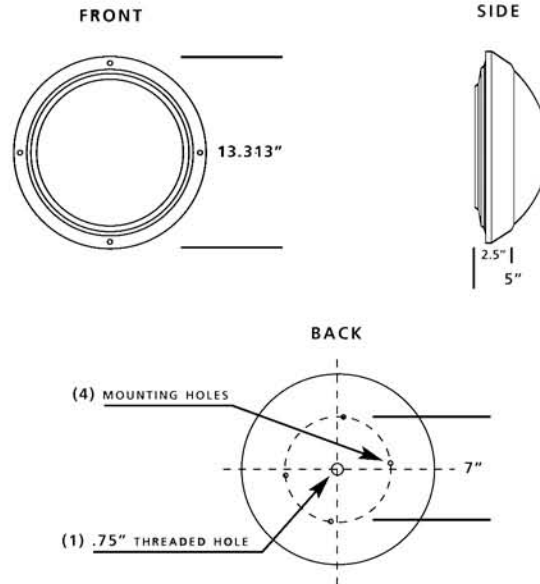 FRONT
SIDE
13.313"
2.5"
5"
BACK
(4) MOUNTING HOLES
7"
(1) .75" THREADED HOLE